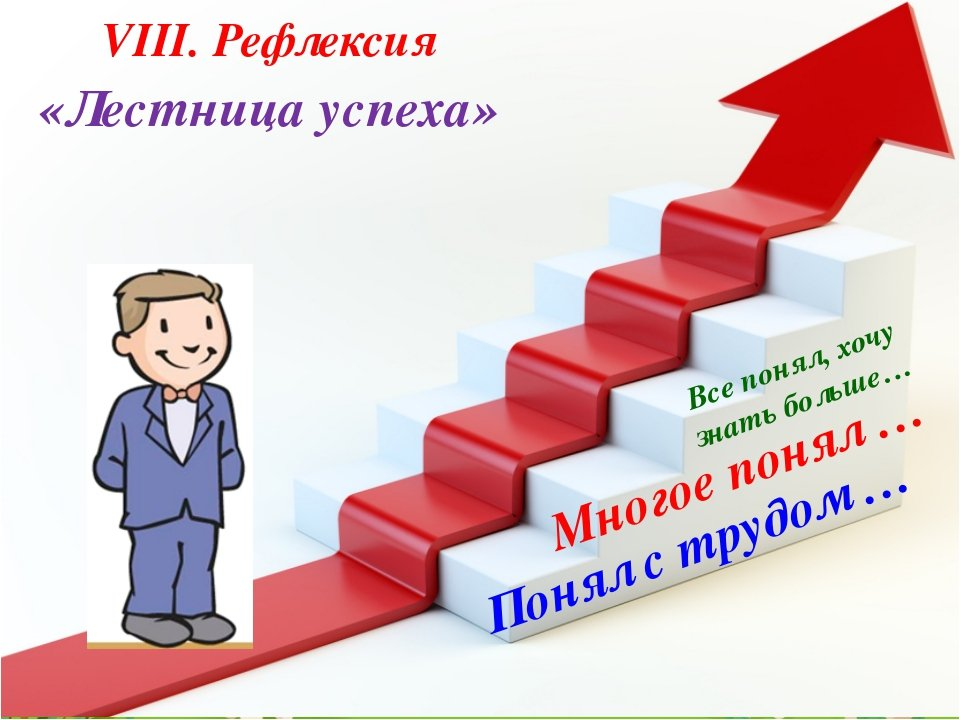 VIII. Рефлексия
«Лестница успеха»
Все понял, хочу
знать больше…
Многое понял …
Понял с трудом …